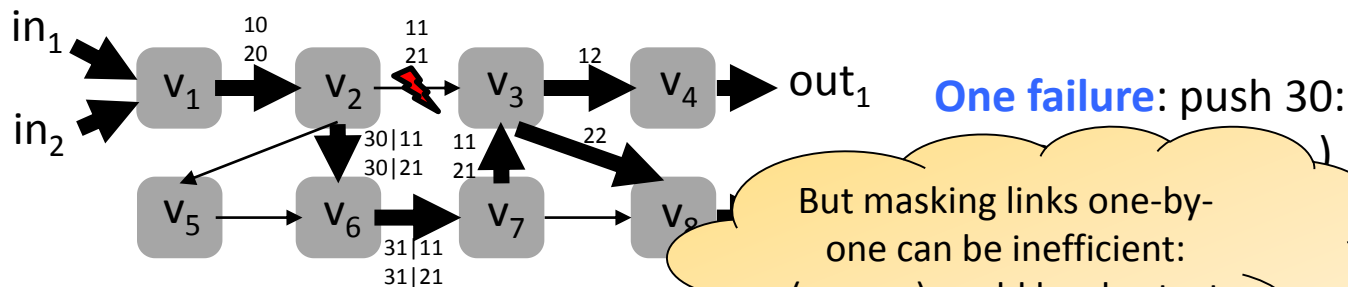 in1
in2
10
20
11
21
12
v1
v2
v3
v4
out1
One failure: push 30:
)
30|11
30|21
11
21
22
v5
v6
v7
v8
31|11
31|21
But masking links one-by-
one can be inefficient: